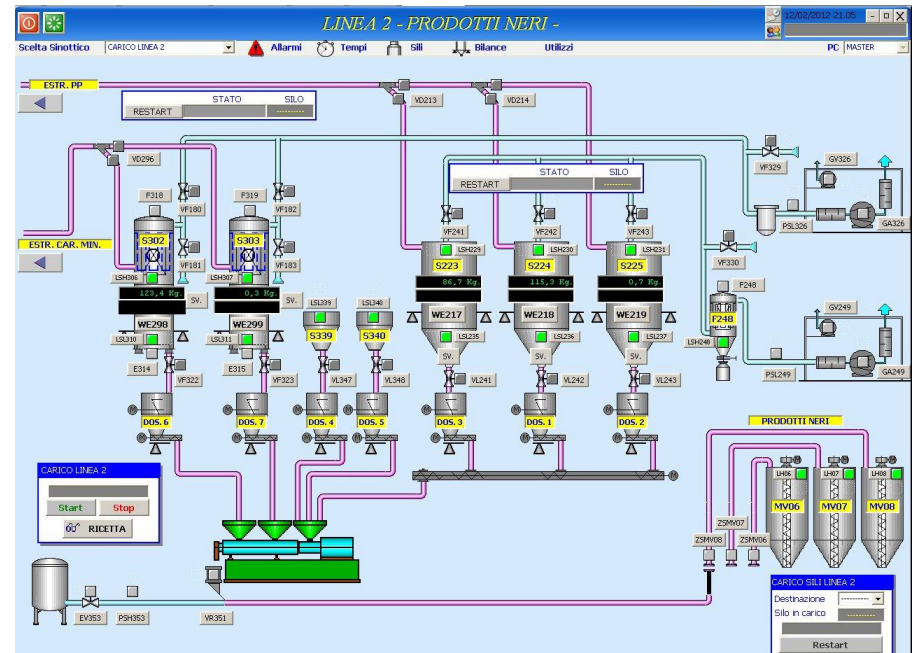 LINEA 2 - PRODOTTI NERI -
12/02/2012 21.05
Scelta Sinottico CARICO LINEA 2 Allarmi Tempi Sili Bilance Utilizzi PC MASTER
ESTR. PP
STATO SILO
RESTART ----------
VD213 VD214
VD296
VF329 GV326
STATO SILO
RESTART ----------
F318 F319
VF180 VF182
PSL326 GA326
VF241 VF242 VF243
ESTR. CAR. MIN.
S302 S303
LSH229 LSH230 LSH231
VF181 VF183
S223 S224 S225
VF330
LSH306 LSH307
86,7 Kg. 115,3 Kg. 0,7 Kg.
F248
123,4 Kg. SV. 0,3 Kg. SV.
LSL339 LSL340
GV249
WE298 WE299
WE217 WE218 WE219
F248
S339 S340
LSL310 LSL311
LSL235 LSL236 LSL237
LSH248
SV. SV.
E314 E315
VF322 VF323 VL347 VL348 VL241 VL242 VL243
PSL249 GA249
M M M M M M M
DOS. 6 DOS. 7 DOS. 4 DOS. 5 DOS. 3 DOS. 1 DOS. 2
PRODOTTI NERI
M M M
LH06 LH07 LH08
CARICO LINEA 2
Start Stop
RICETTA
M
MV06 MV07 MV08
ZSMV07
ZSMV08 ZSMV06
CARICO SILI LINEA 2
Destinazione ----------
Silo in carico ----------
Restart
EV353 PSH353 VR351